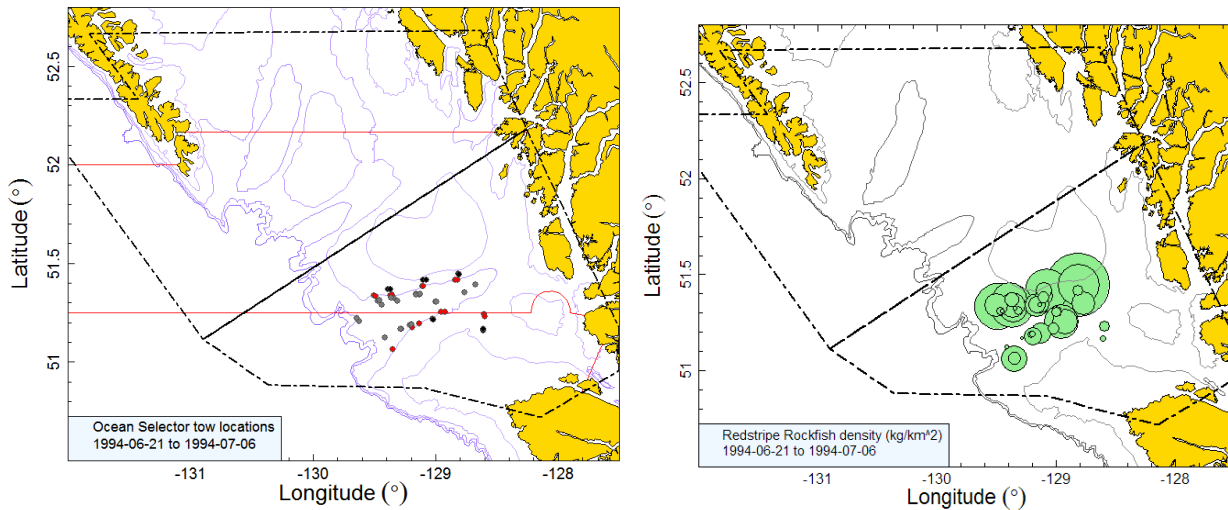 52.5
52
51.5
51
Latitude (°)
-131
-130
-129
-128
Longitude (°)
Ocean Selector tow locations
1994-06-21 to 1994-07-06
52.5
52
51.5
51
Latitude (°)
-131
-130
-129
-128
Longitude (°)
Redstripe Rockfish density (kg/km^2)
1994-06-21 to 1994-07-06